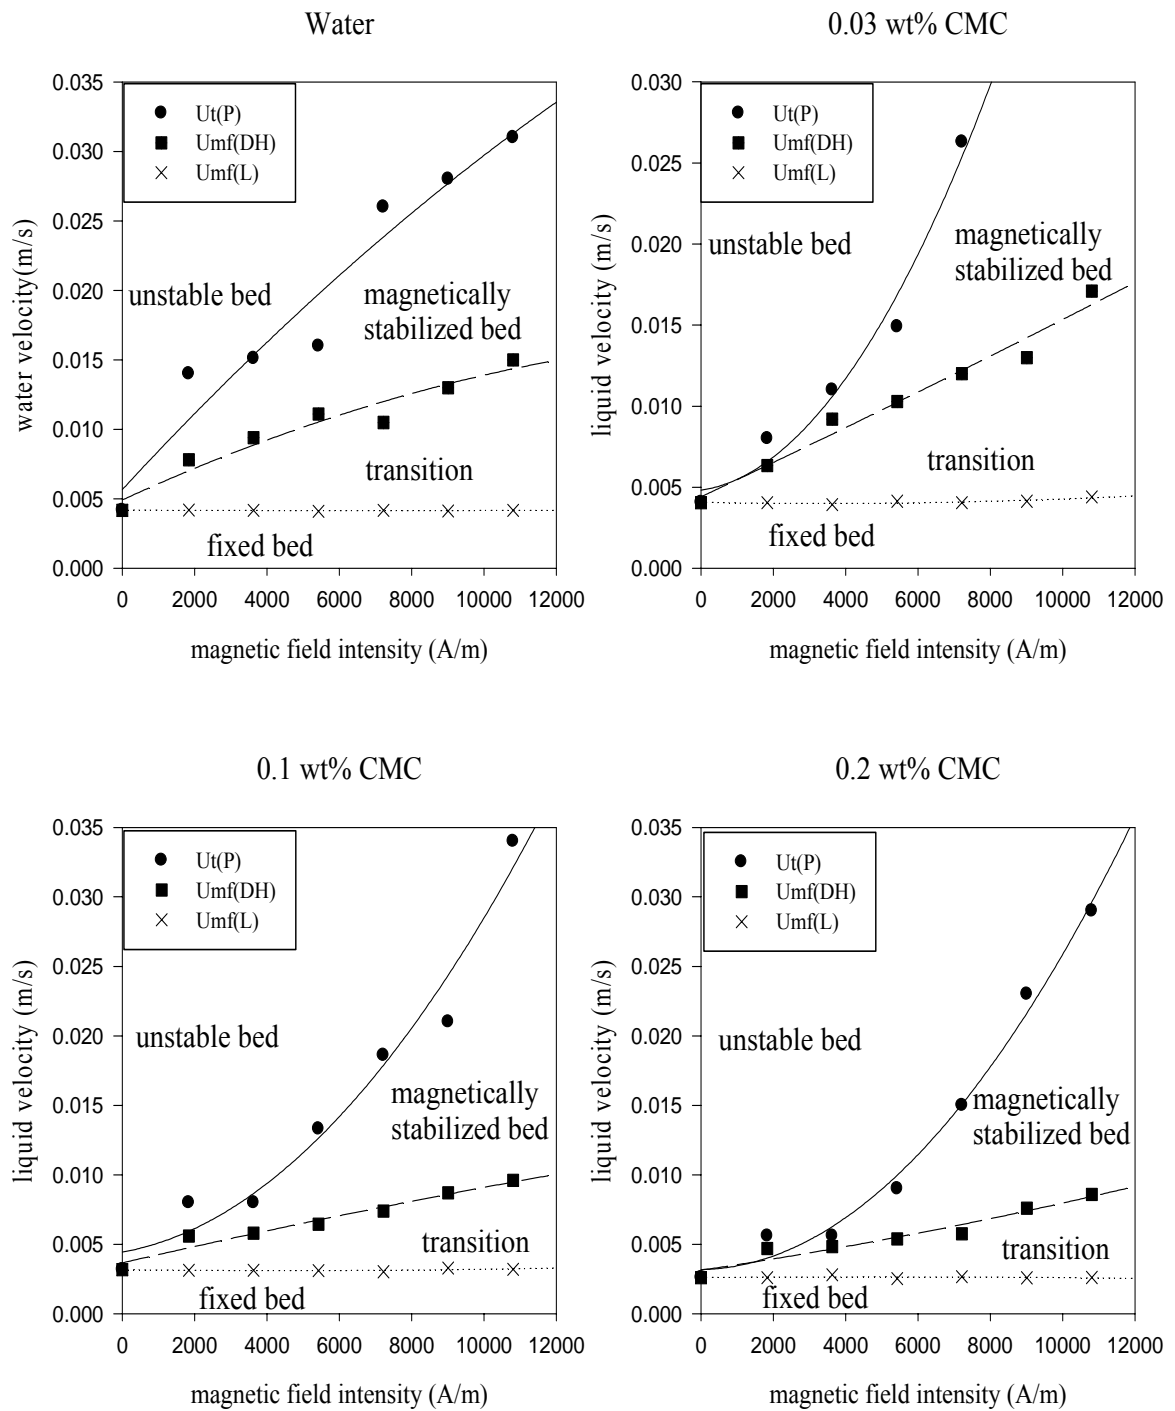 Water
0.035
0.030
0.025
0.020
0.015
0.010
0.005
0.000
water velocity(m/s)
Ut(P)
Umf(DH)
Umf(L)
unstable bed
magnetically
stabilized bed
transition
fixed bed
0 2000 4000 6000 8000 10000 12000
magnetic field intensity (A/m)
0.03 wt% CMC
0.030
0.025
0.020
0.015
0.010
0.005
0.000
liquid velocity (m/s)
Ut(P)
Umf(DH)
Umf(L)
unstable bed
magnetically
stabilized bed
transition
fixed bed
0 2000 4000 6000 8000 10000 12000
magnetic field intensity (A/m)
0.1 wt% CMC
0.035
0.030
0.025
0.020
0.015
0.010
0.005
0.000
liquid velocity (m/s)
Ut(P)
Umf(DH)
Umf(L)
unstable bed
magnetically
stabilized bed
transition
fixed bed
0 2000 4000 6000 8000 10000 12000
magnetic field intensity (A/m)
0.2 wt% CMC
0.035
0.030
0.025
0.020
0.015
0.010
0.005
0.000
liquid velocity (m/s)
Ut(P)
Umf(DH)
Umf(L)
unstable bed
magnetically
stabilized bed
transition
fixed bed
0 2000 4000 6000 8000 10000 12000
magnetic field intensity (A/m)